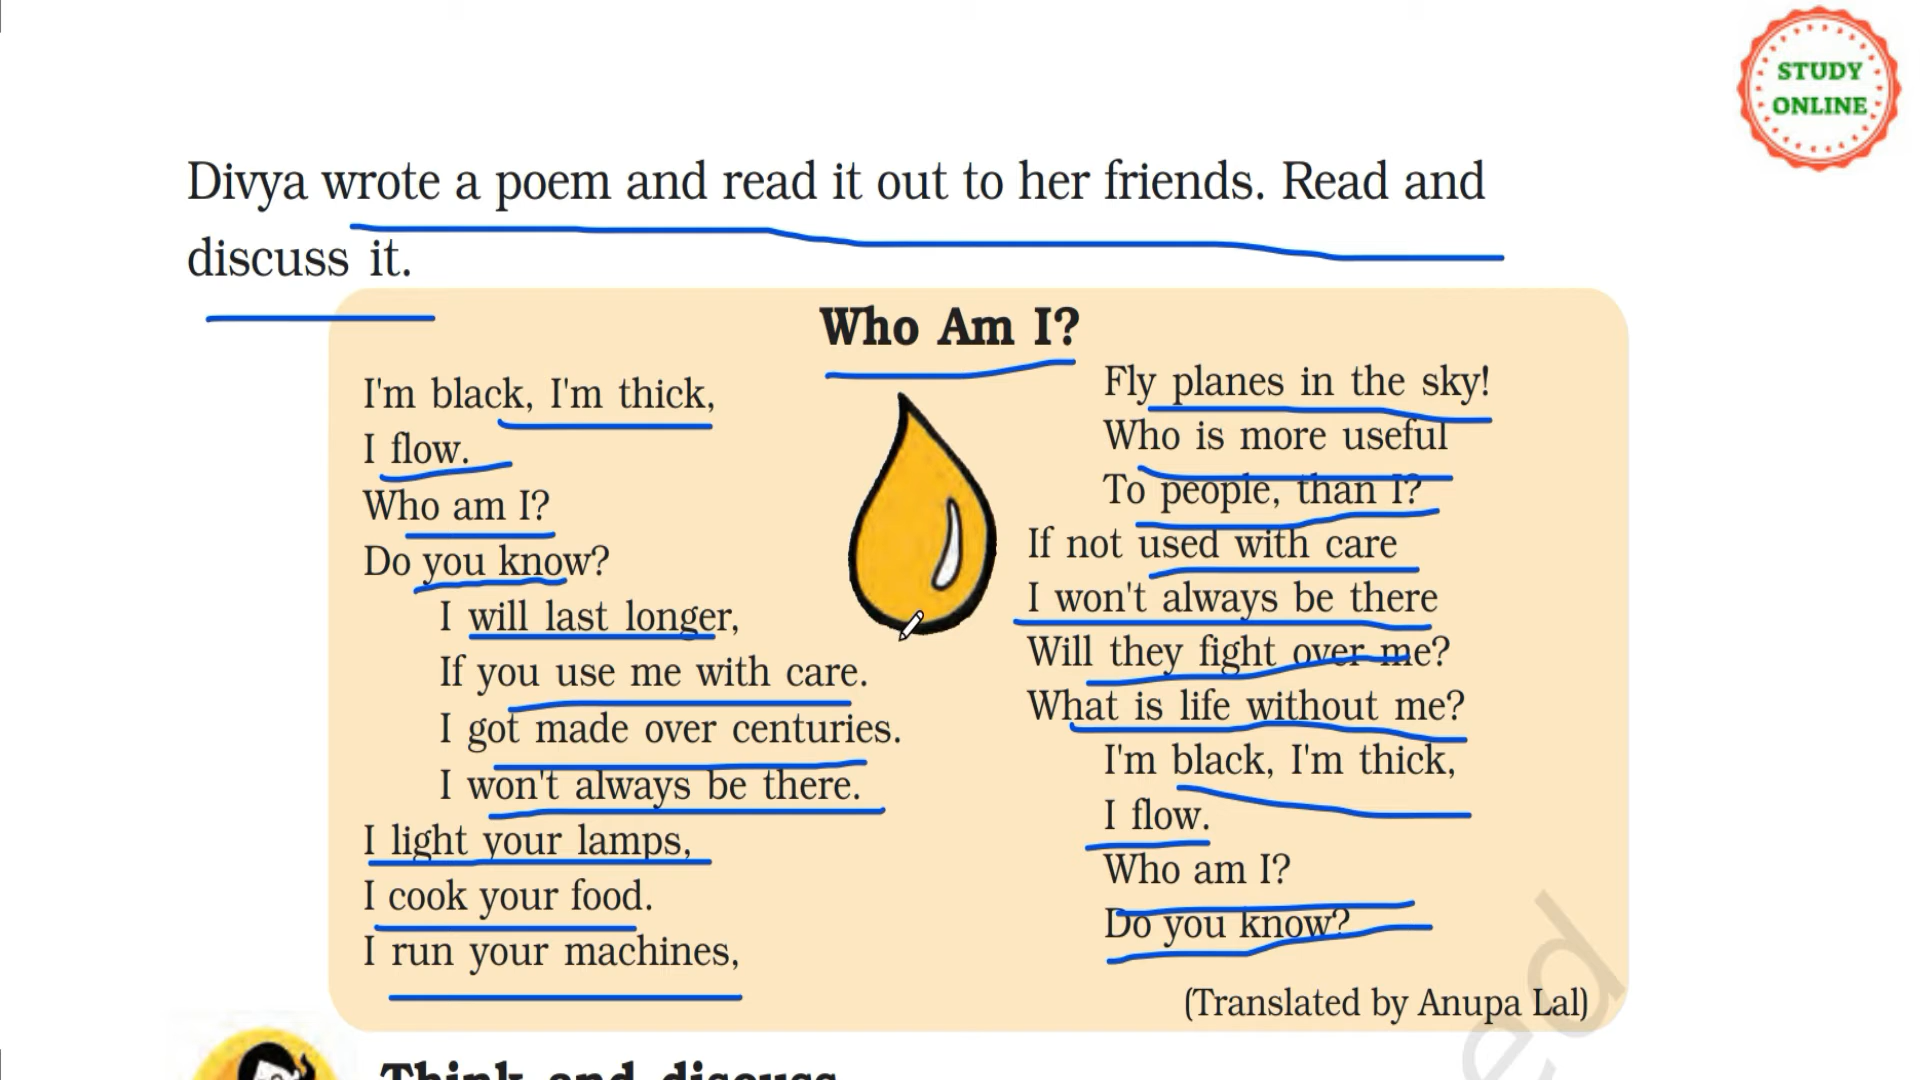 STUDY
ONLINE
Divya wrote a poem and read it out to her friends. Read and
discuss it.
Who Am I?
I'm black, I'm thick,
I flow.
Who am I?
Do you know?
I will last longer,
If you use me with care.
I got made over centuries.
I won't always be there.
I light your lamps,
I cook your food.
I run your machines,
Fly planes in the sky!
Who is more useful
To people, than I?
If not used with care
I won't always be there
Will they fight over me?
What is life without me?
I'm black, I'm thick,
I flow.
Who am I?
Do you know?
(Translated by Anupa Lal)
ed
Think and discuss